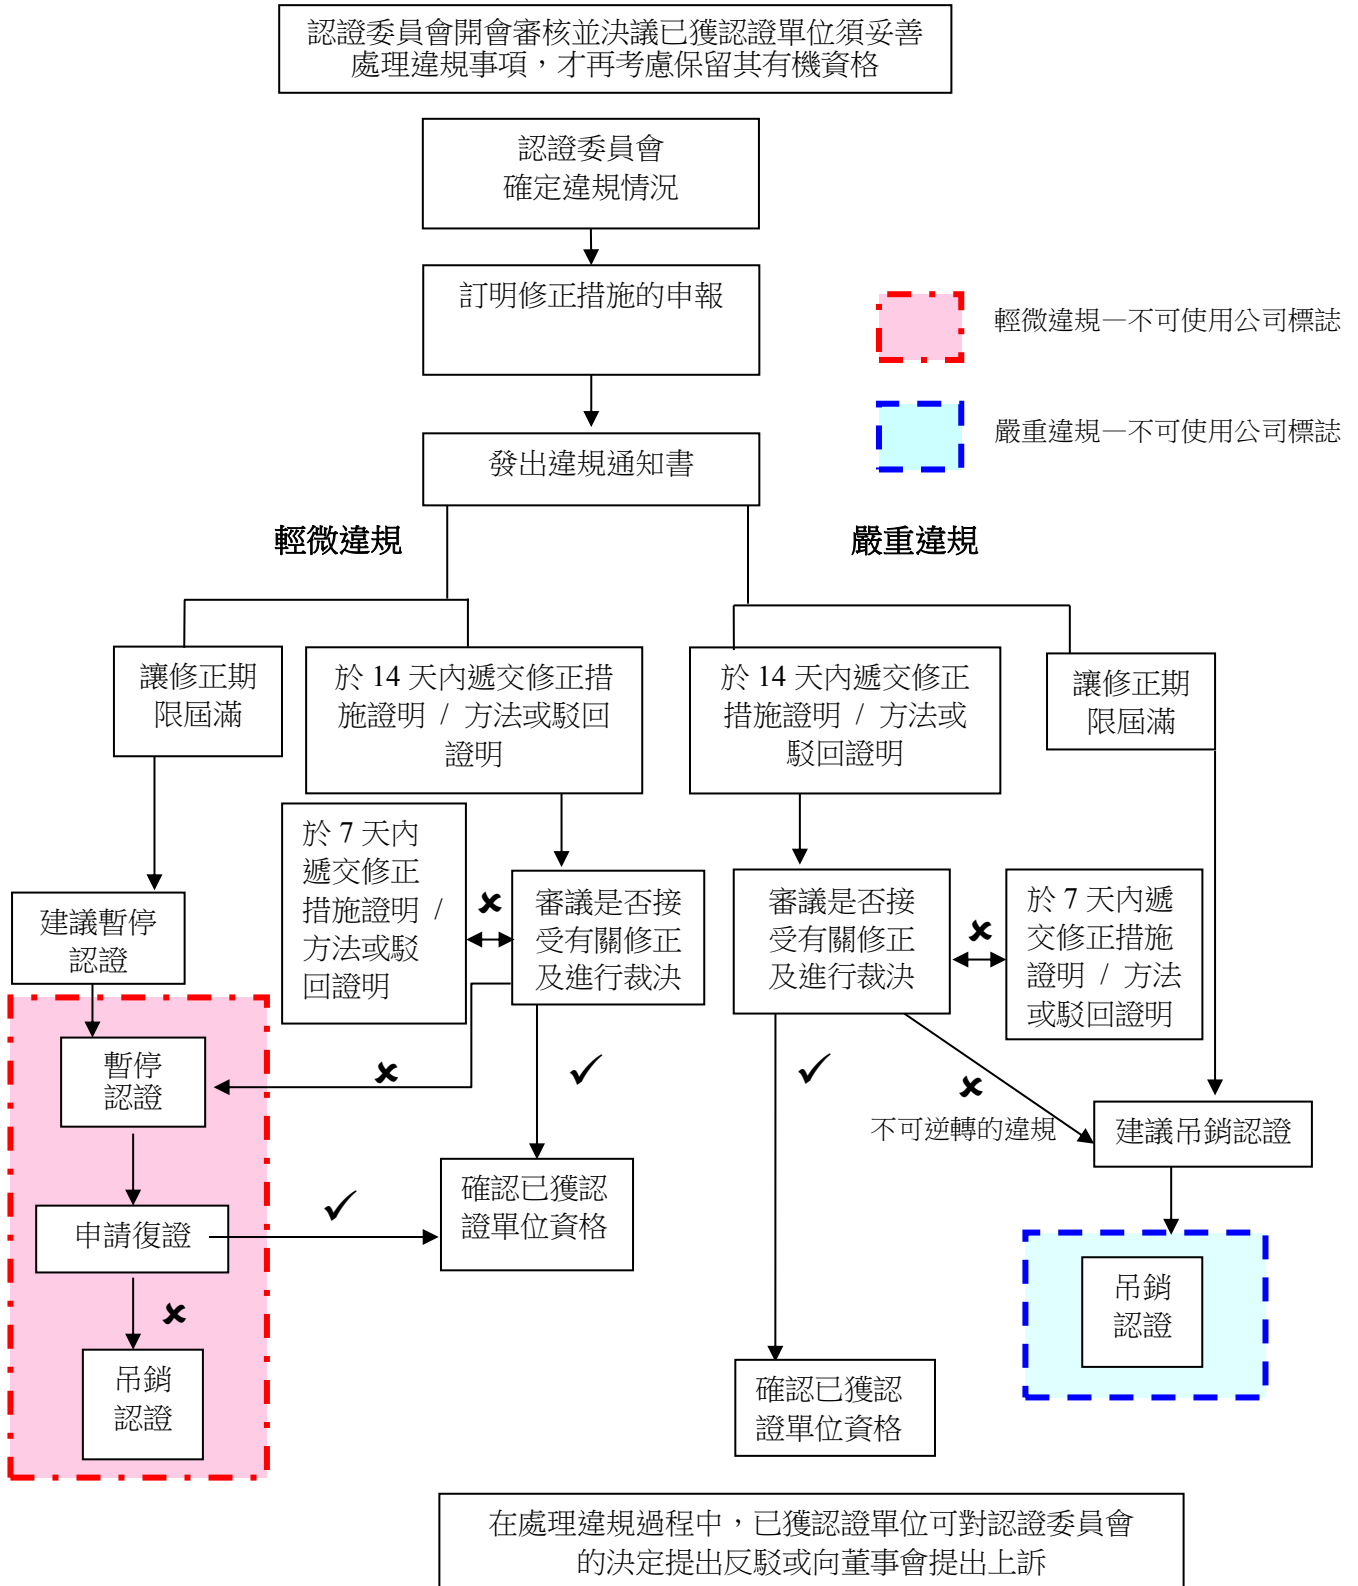 認證委員會開會審核並決議已獲認證單位須妥善
處理違規事項，才再考慮保留其有機資格
認證委員會
確定違規情況
訂明修正措施的申報
輕微違規－不可使用公司標誌
嚴重違規－不可使用公司標誌
發出違規通知書
輕微違規
嚴重違規
讓修正期
限屆滿
於 14 天內遞交修正措
施證明 / 方法或駁回
證明
於 14 天內遞交修正
措施證明 / 方法或
駁回證明
讓修正期
限屆滿
於 7 天內
遞交修正
措施證明 /
方法或駁
回證明
審議是否接
受有關修正
及進行裁決
審議是否接
受有關修正
及進行裁決
於 7 天內遞
交修正措施
證明 / 方法
或駁回證明
建議暫停
認證
暫停
認證
不可逆轉的違規
建議吊銷認證
申請復證
確認已獲認
證單位資格
吊銷
認證
吊銷
認證
確認已獲認
證單位資格
在處理違規過程中，已獲認證單位可對認證委員會
的決定提出反駁或向董事會提出上訴